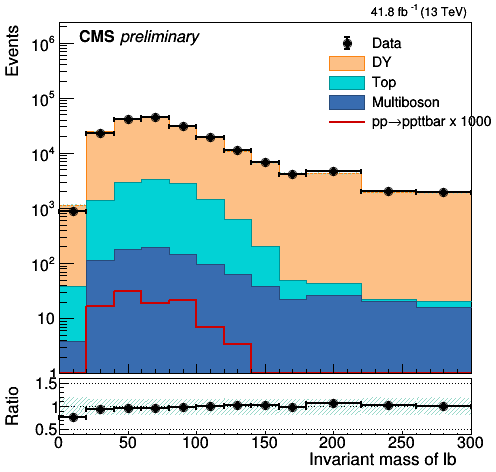 41.8 fb⁻¹ (13 TeV)
CMS preliminary
Events
Data
DY
Top
Multiboson
pp→ppttbar x 1000
10⁶
10⁵
10⁴
10³
10²
10
1
Ratio
1.5
1
0.5
0 50 100 150 200 250 300
Invariant mass of lb